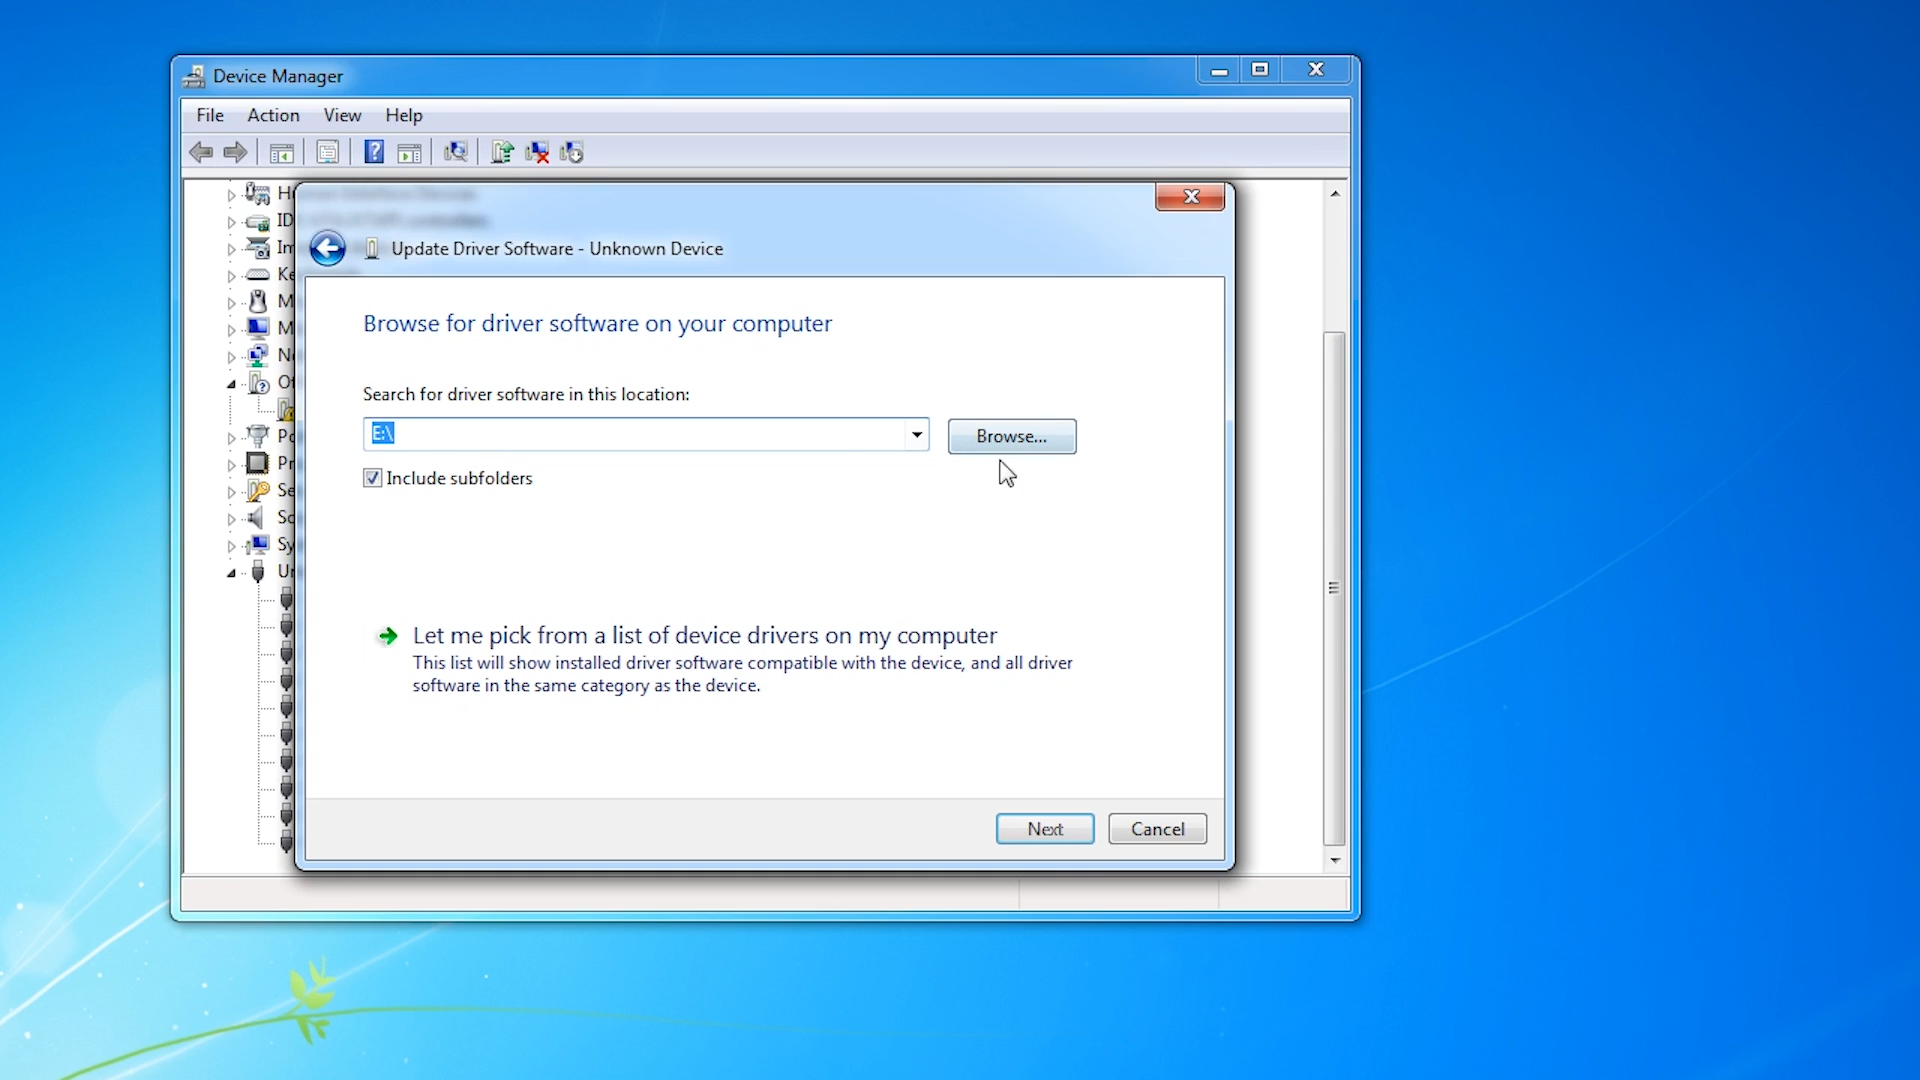 Device Manager
File Action View Help
Update Driver Software - Unknown Device
Browse for driver software on your computer
Search for driver software in this location:
E:\
Browse...
Include subfolders
Let me pick from a list of device drivers on my computer
This list will show installed driver software compatible with the device, and all driver
software in the same category as the device.
Next Cancel